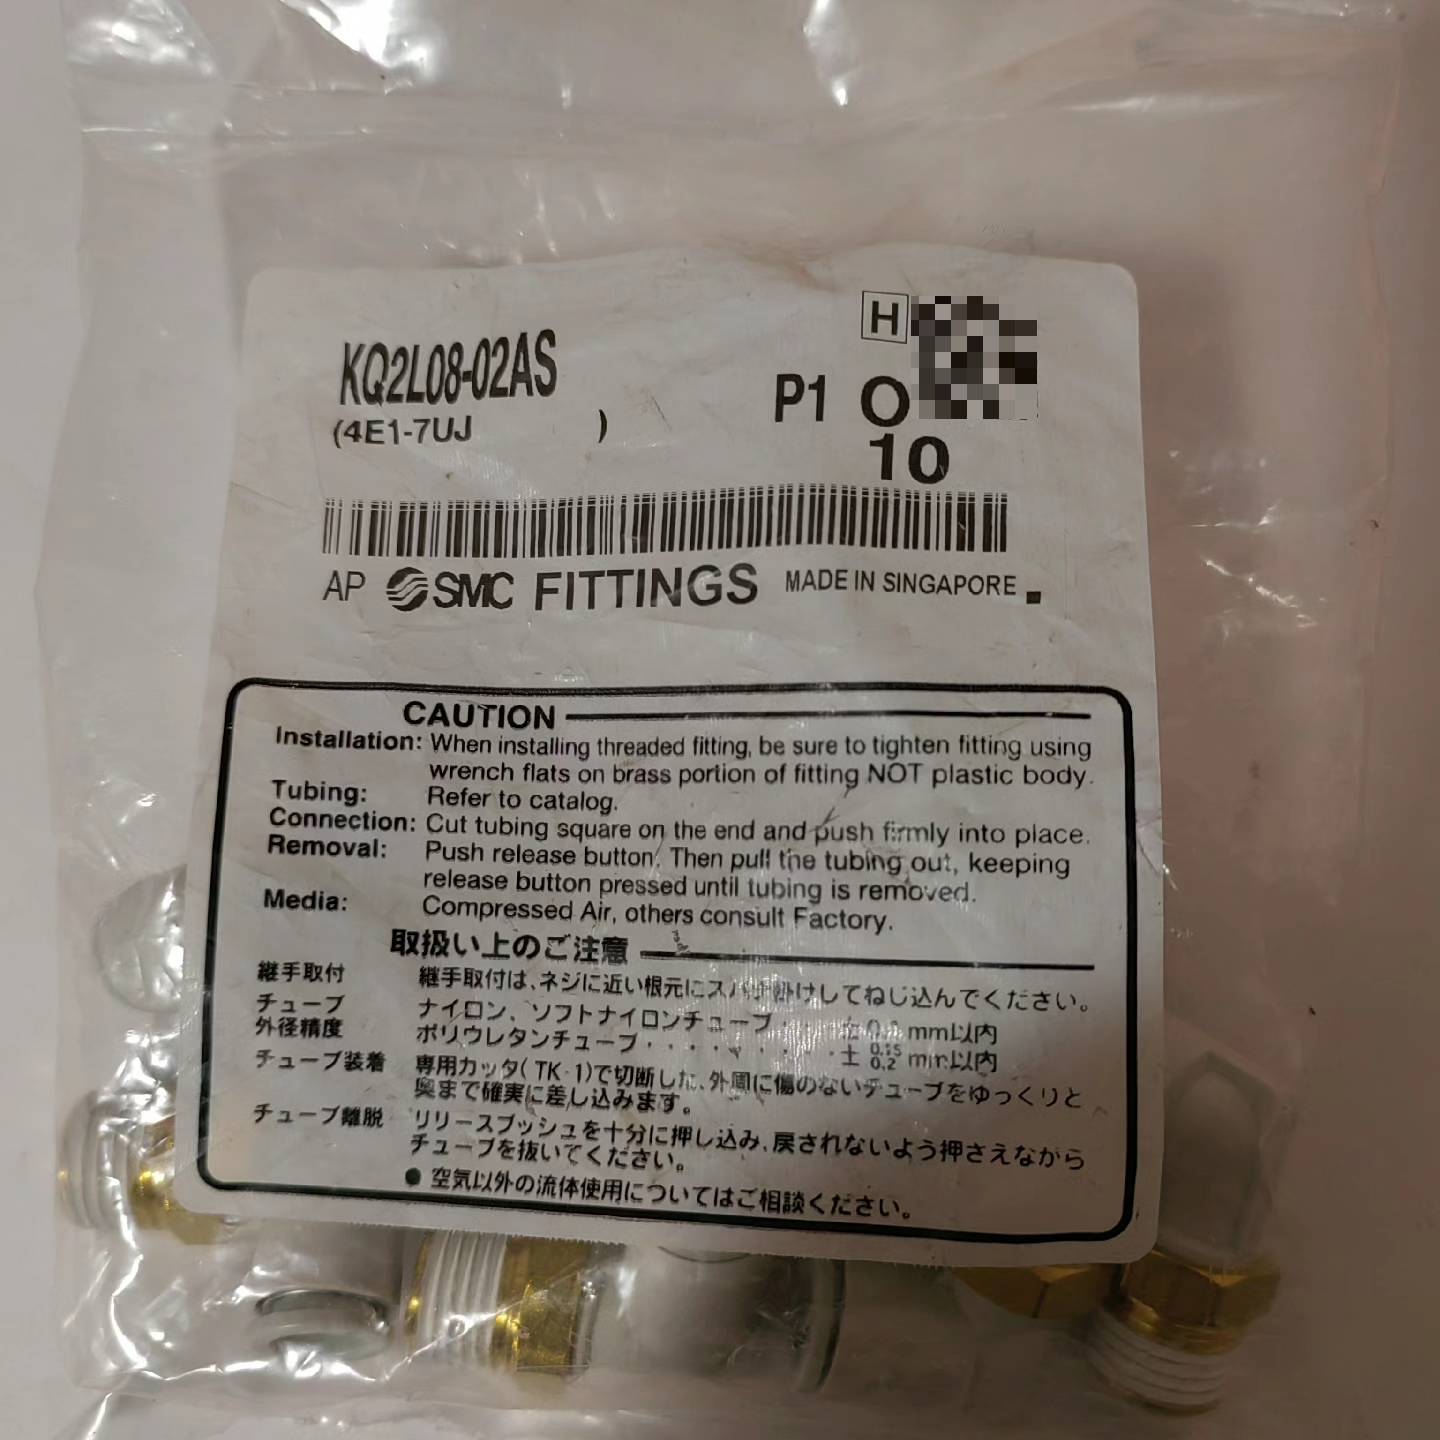 H
KQ2L08-02AS
P1 O
(4E1-7UJ )
10
AP SMC FITTINGS MADE IN SINGAPORE
CAUTION
Installation: When installing threaded fitting, be sure to tighten fitting using
wrench flats on brass portion of fitting NOT plastic body.
Tubing: Refer to catalog.
Connection: Cut tubing square on the end and push firmly into place.
Removal: Push release button. Then pull the tubing out, keeping
release button pressed until tubing is removed.
Media: Compressed Air, others consult Factory.
取扱い上のご注意
継手取付 継手取付は、ネジに近い根元にスパナ掛けしてねじ込んでください。
チューブ ナイロン、ソフトナイロンチューブ ± mm以内
外径精度 ポリウレタンチューブ・・・・・・・・・± 0.15 0.2 mm以内
チューブ装着 専用カッタ(TK-1)で切断した、外周に傷のないチューブをゆっくりと
奥まで確実に差し込みます。
チューブ離脱 リリースプッシュを十分に押し込み、戻されないよう押さえながら
チューブを抜いてください。
● 空気以外の流体使用についてはご相談ください。